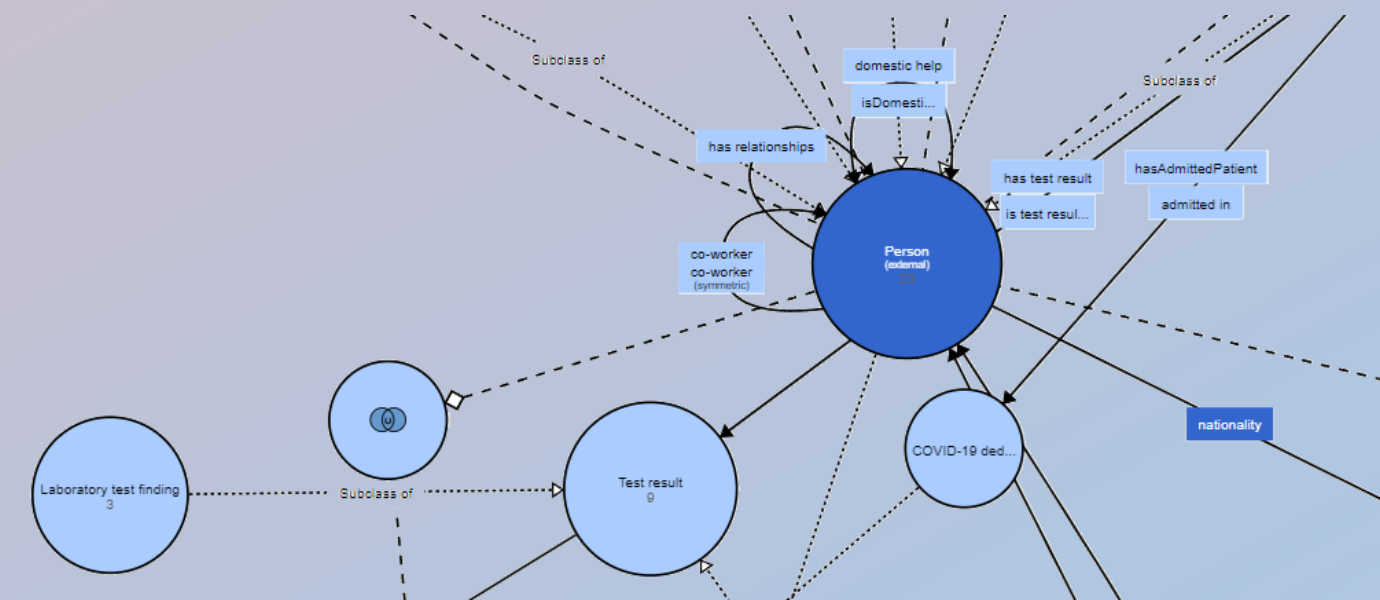 Subclass of
domestic help
Subclass of
isDomesti...
has relationships
hasAdmittedPatient
has test result
admitted in
is test resul...
Person
(external)
co-worker
co-worker
(symmetric)
nationality
COVID-19 ded...
Test result
9
Laboratory test finding
3
Subclass of